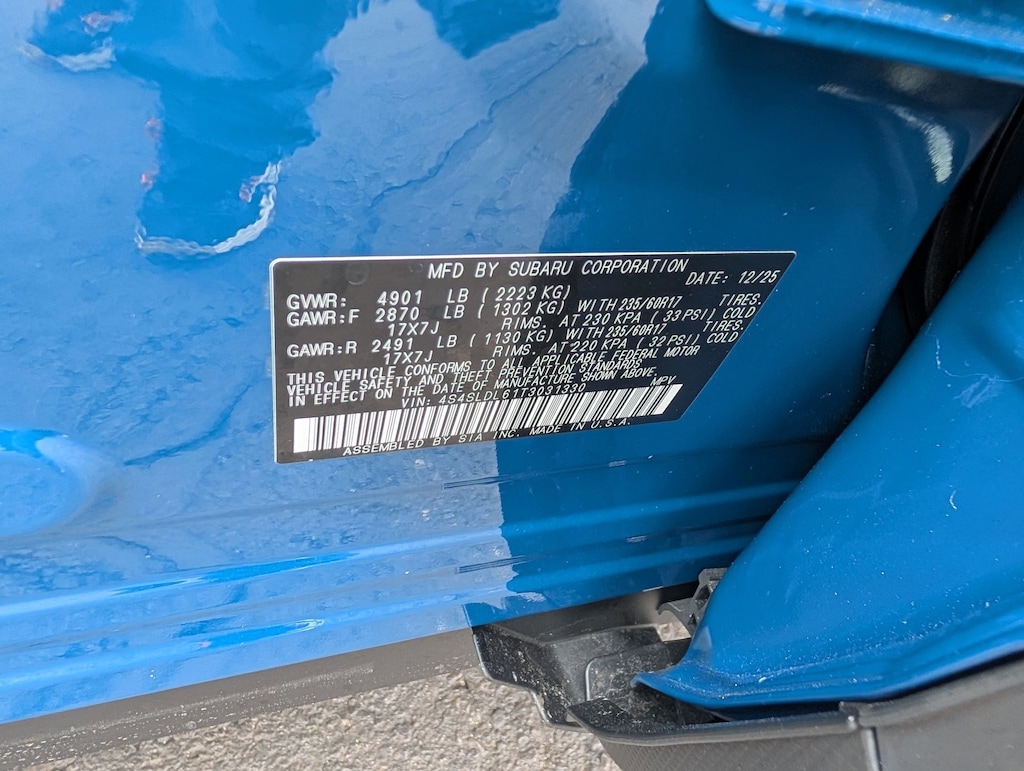 MFD BY SUBARU CORPORATION DATE: 12/25
GVWR: 4901 LB ( 2223 KG)
GAWR:F 2870 LB ( 1302 KG) WITH 235/60R17 TIRES.
17X7J RIMS. AT 230 KPA ( 33 PSI) COLD
GAWR:R 2491 LB ( 1130 KG) WITH 235/60R17 TIRES.
17X7J RIMS. AT 220 KPA ( 32 PSI) COLD
THIS VEHICLE CONFORMS TO ALL APPLICABLE FEDERAL MOTOR
VEHICLE SAFETY AND THEFT PREVENTION STANDARDS
IN EFFECT ON THE DATE OF MANUFACTURE SHOWN ABOVE.
VIN: 4S4SLDL61T3031339 MPV
ASSEMBLED BY SIA INC. MADE IN U.S.A.